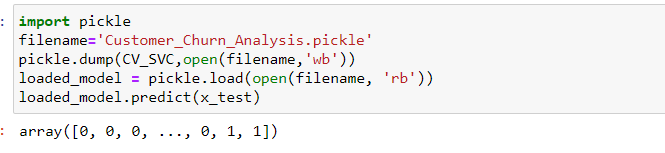 : import pickle
filename='Customer_Churn_Analysis.pickle'
pickle.dump(CV_SVC,open(filename,'wb'))
loaded_model = pickle.load(open(filename, 'rb'))
loaded_model.predict(x_test)
: array([0, 0, 0, ..., 0, 1, 1])